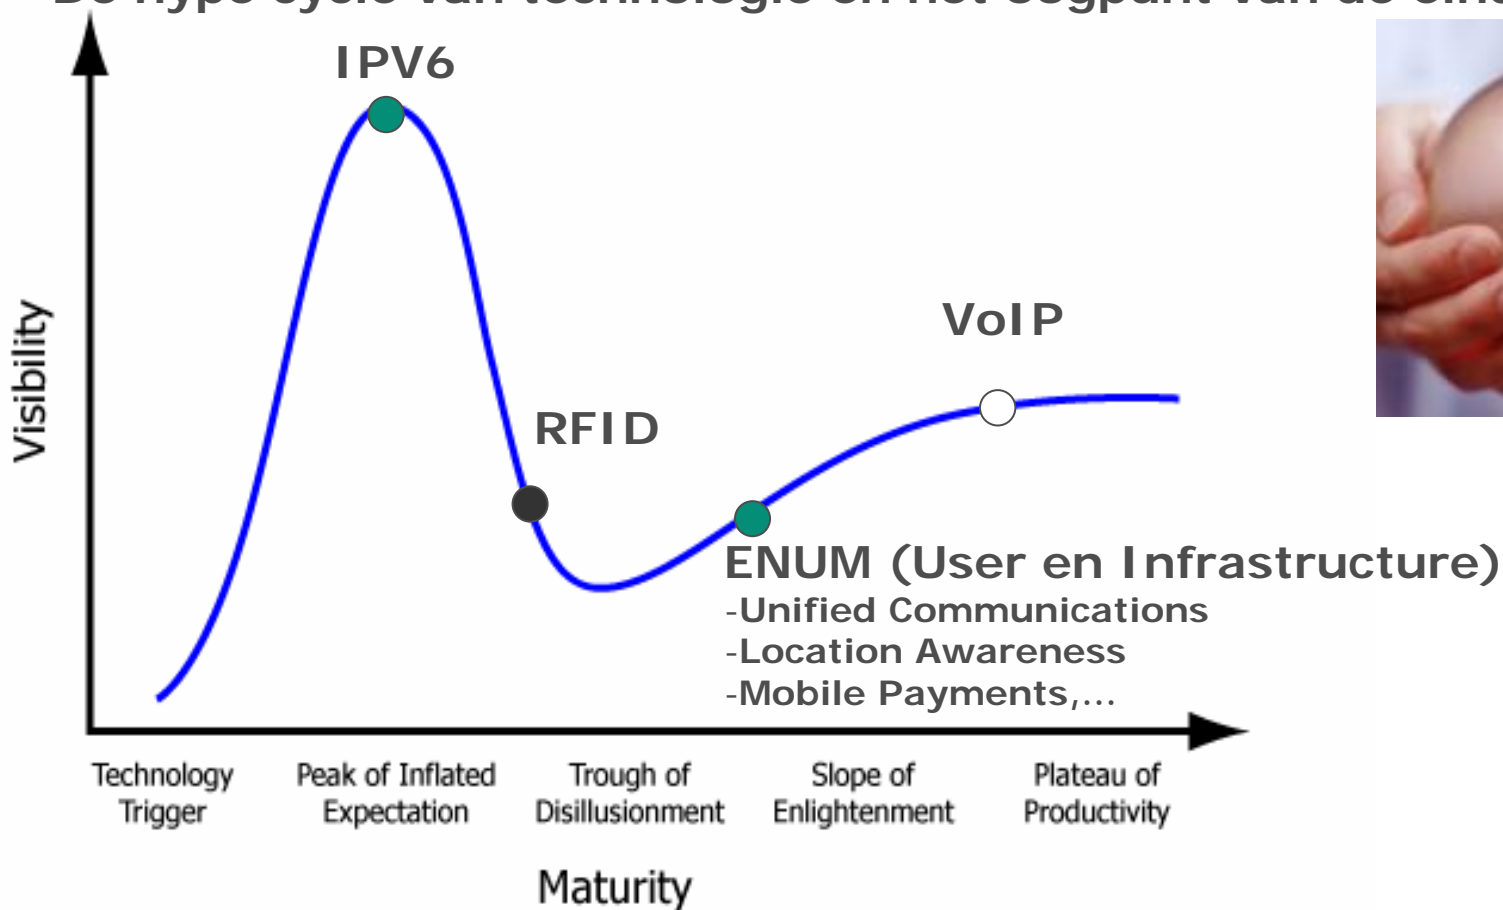 IPV6
VoIP
RFID
Visibility
ENUM (User en Infrastructure)
-Unified Communications
-Location Awareness
-Mobile Payments,...
Technology
Trigger
Peak of Inflated
Expectation
Trough of
Disillusionment
Slope of
Enlightenment
Plateau of
Productivity
Maturity